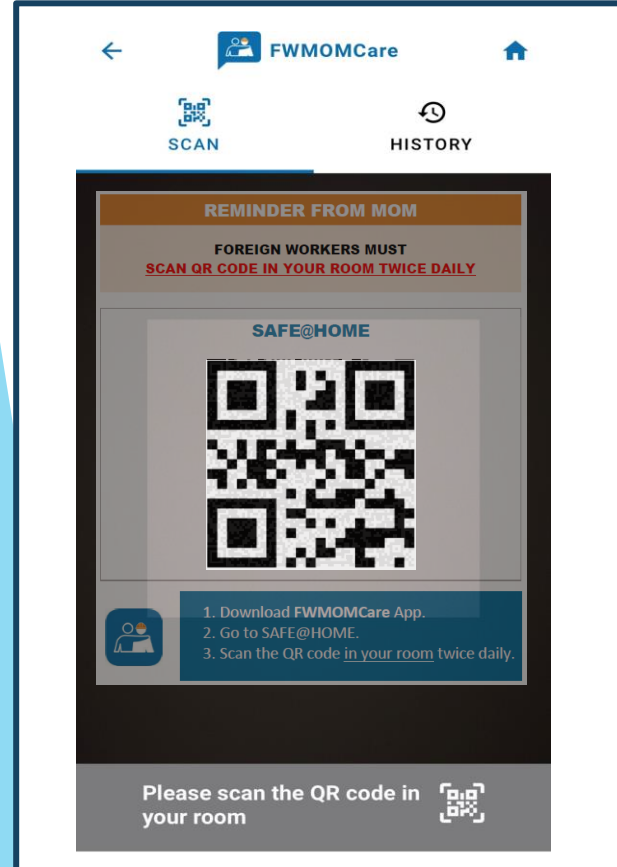 FWMOMCare
SCAN
HISTORY
REMINDER FROM MOM
FOREIGN WORKERS MUST
SCAN QR CODE IN YOUR ROOM TWICE DAILY
SAFE@HOME
1. Download FWMOMCare App.
2. Go to SAFE@HOME.
3. Scan the QR code in your room twice daily.
Please scan the QR code in
your room